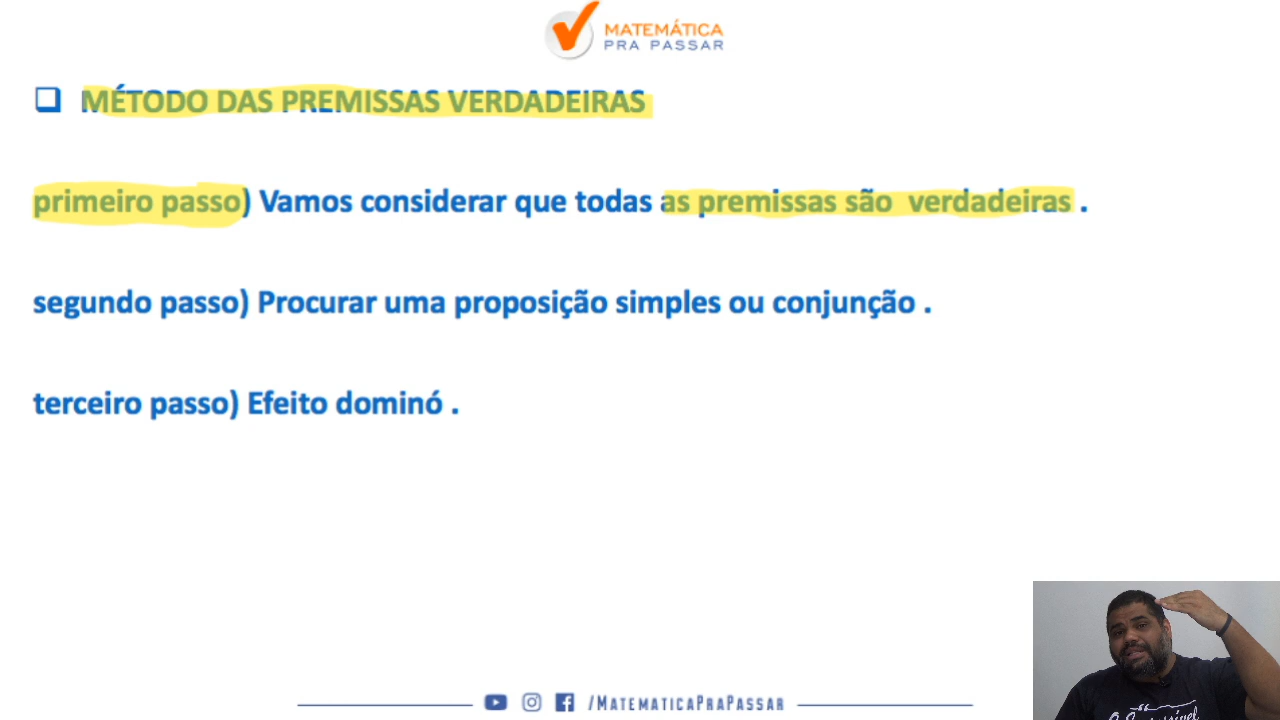 MATEMÁTICA
PRA PASSAR
MÉTODO DAS PREMISSAS VERDADEIRAS
primeiro passo) Vamos considerar que todas as premissas são verdadeiras .
segundo passo) Procurar uma proposição simples ou conjunção .
terceiro passo) Efeito dominó .
/MATEMATICAPRAPASSAR